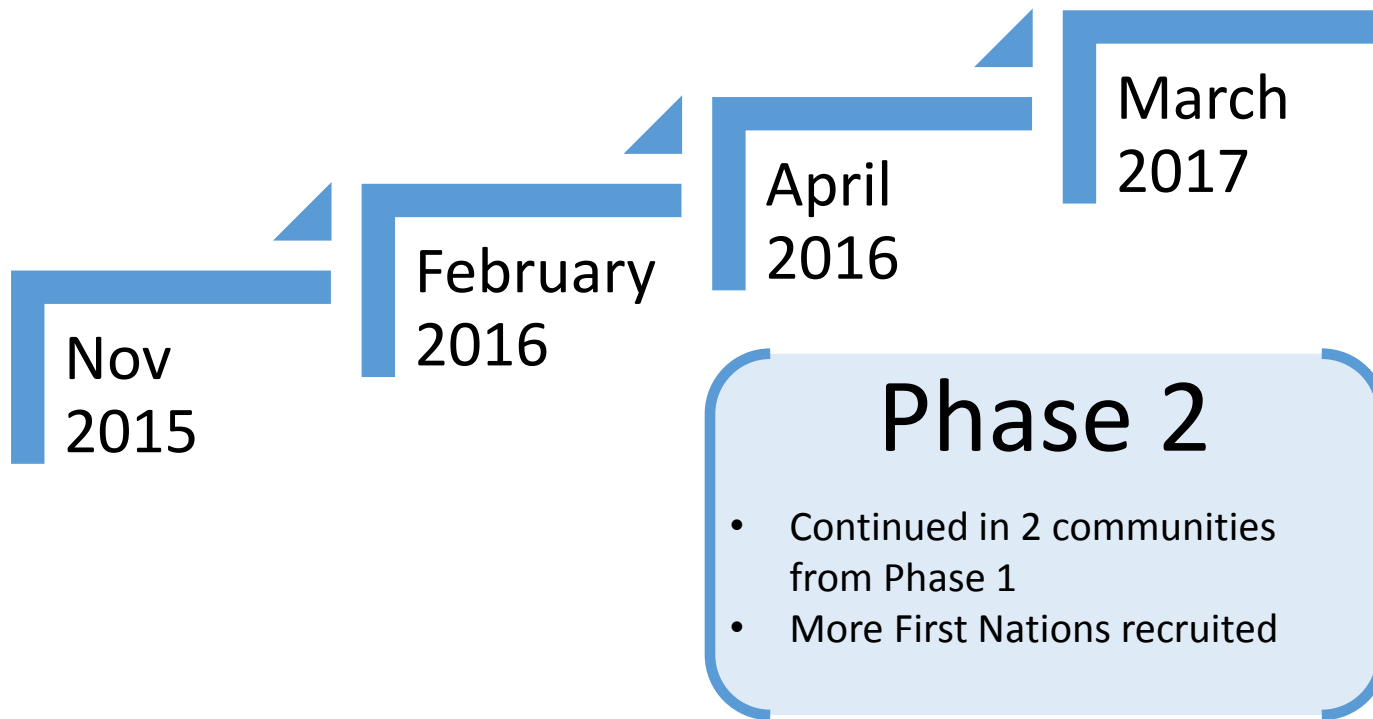 Nov
2015
February
2016
April
2016
March
2017
Phase 2
• Continued in 2 communities
from Phase 1
• More First Nations recruited